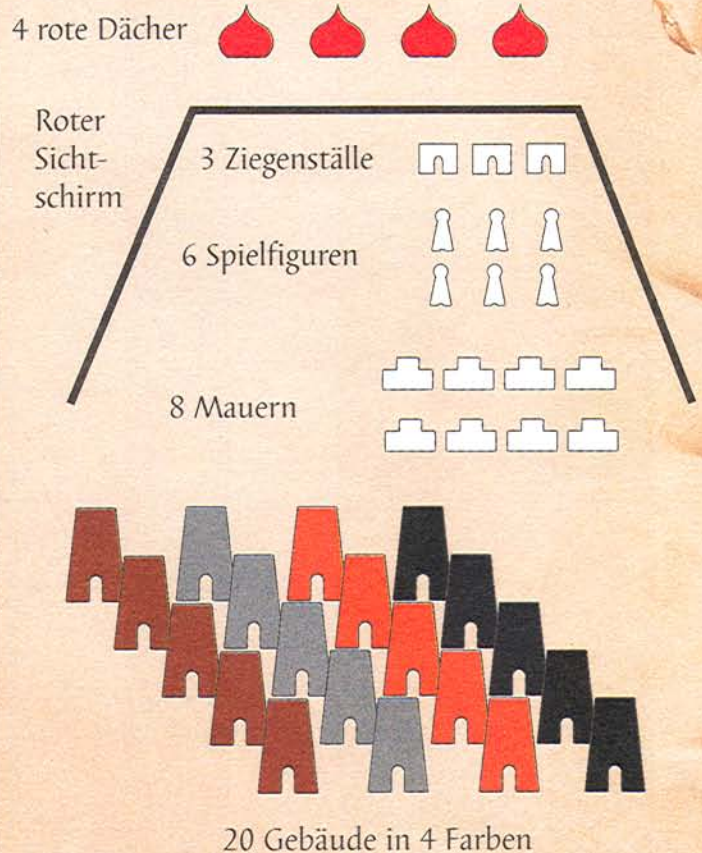 4 rote Dächer
Roter
Sicht-
schirm
3 Ziegenställe
6 Spielfiguren
8 Mauern
20 Gebäude in 4 Farben